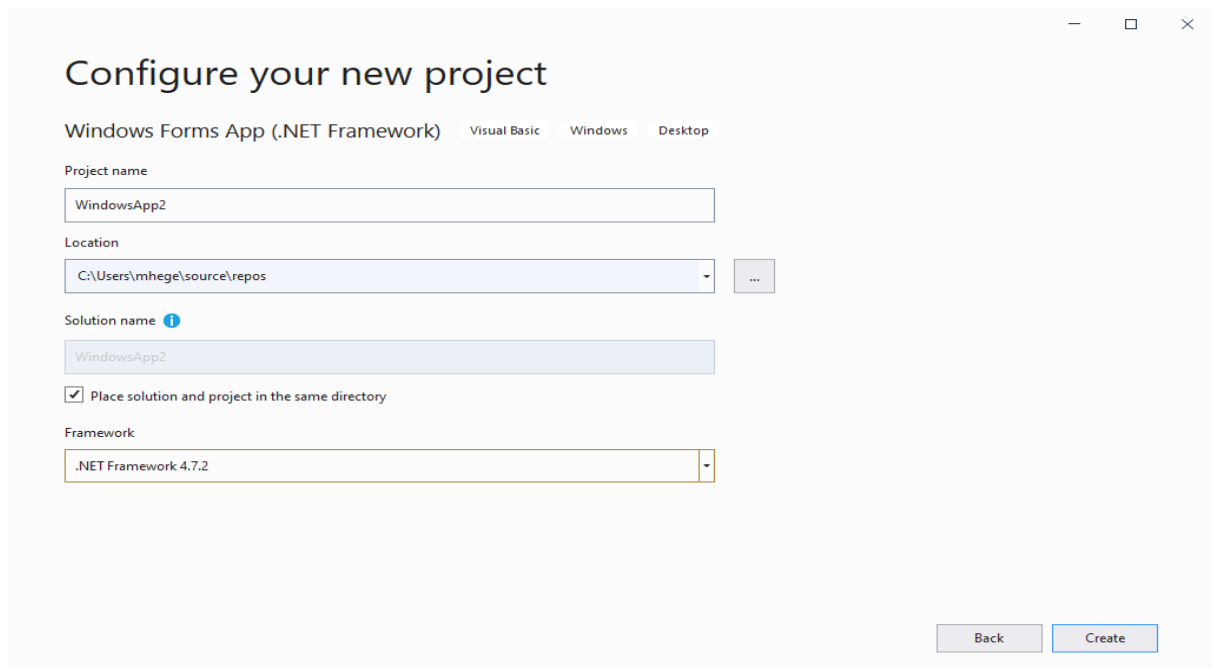 Configure your new project
Windows Forms App (.NET Framework) Visual Basic Windows Desktop
Project name
WindowsApp2
Location
C:\Users\mhege\source\repos
...
Solution name
WindowsApp2
Place solution and project in the same directory
Framework
.NET Framework 4.7.2
Back Create